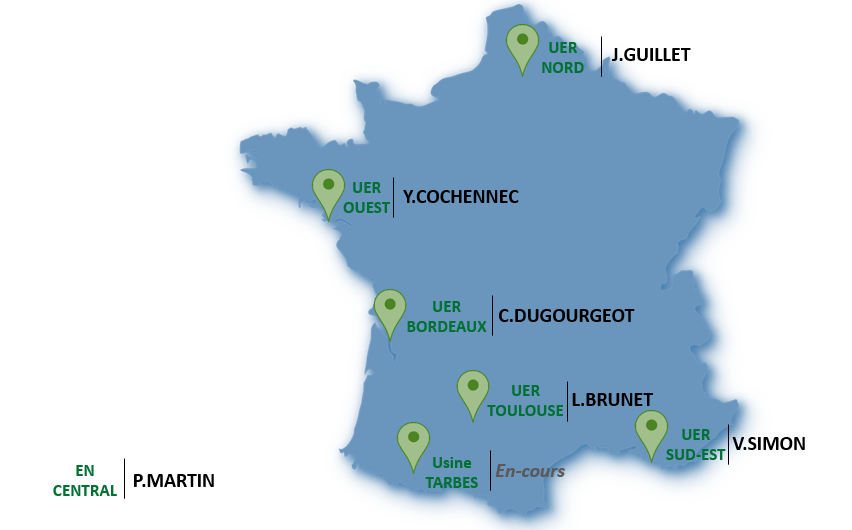 UER
NORD
J.GUILLET
UER
OUEST
Y.COCHENNEC
UER
BORDEAUX
C.DUGOURGEOT
UER
TOULOUSE
L.BRUNET
UER
SUD-EST
V.SIMON
Usine
TARBES
En-cours
EN
CENTRAL
P.MARTIN